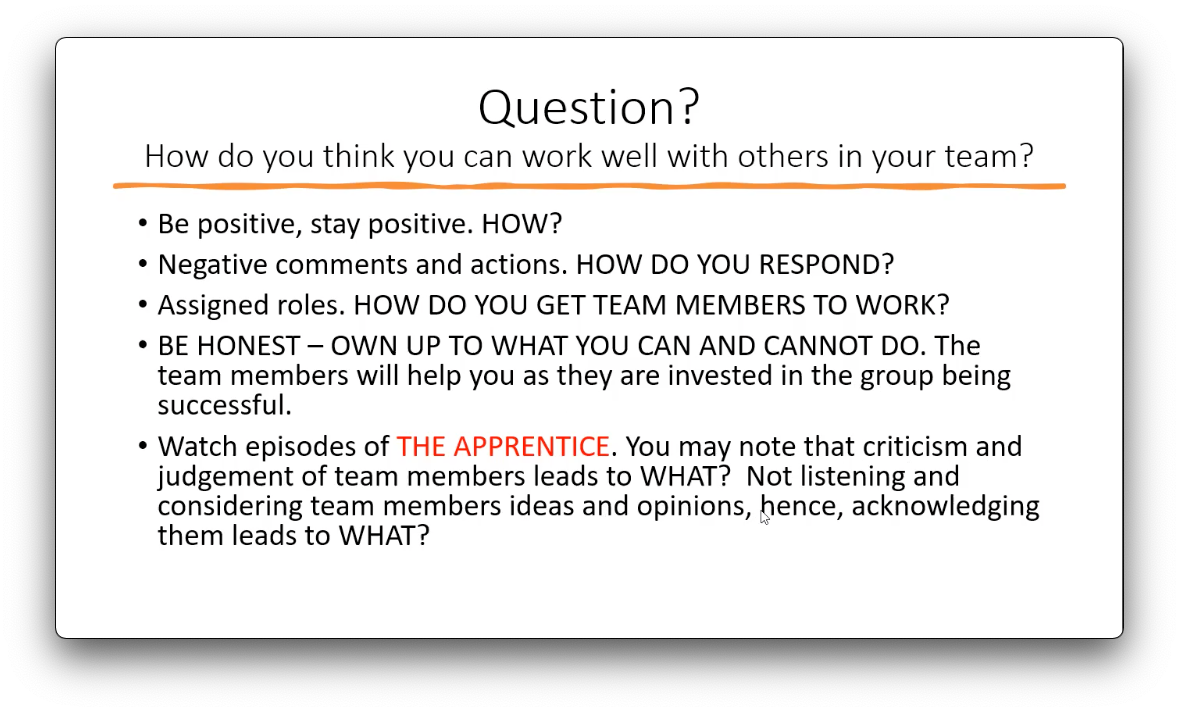 Question?
How do you think you can work well with others in your team?
• Be positive, stay positive. HOW?
• Negative comments and actions. HOW DO YOU RESPOND?
• Assigned roles. HOW DO YOU GET TEAM MEMBERS TO WORK?
• BE HONEST – OWN UP TO WHAT YOU CAN AND CANNOT DO. The
team members will help you as they are invested in the group being
successful.
• Watch episodes of THE APPRENTICE. You may note that criticism and
judgement of team members leads to WHAT?  Not listening and
considering team members ideas and opinions, hence, acknowledging
them leads to WHAT?